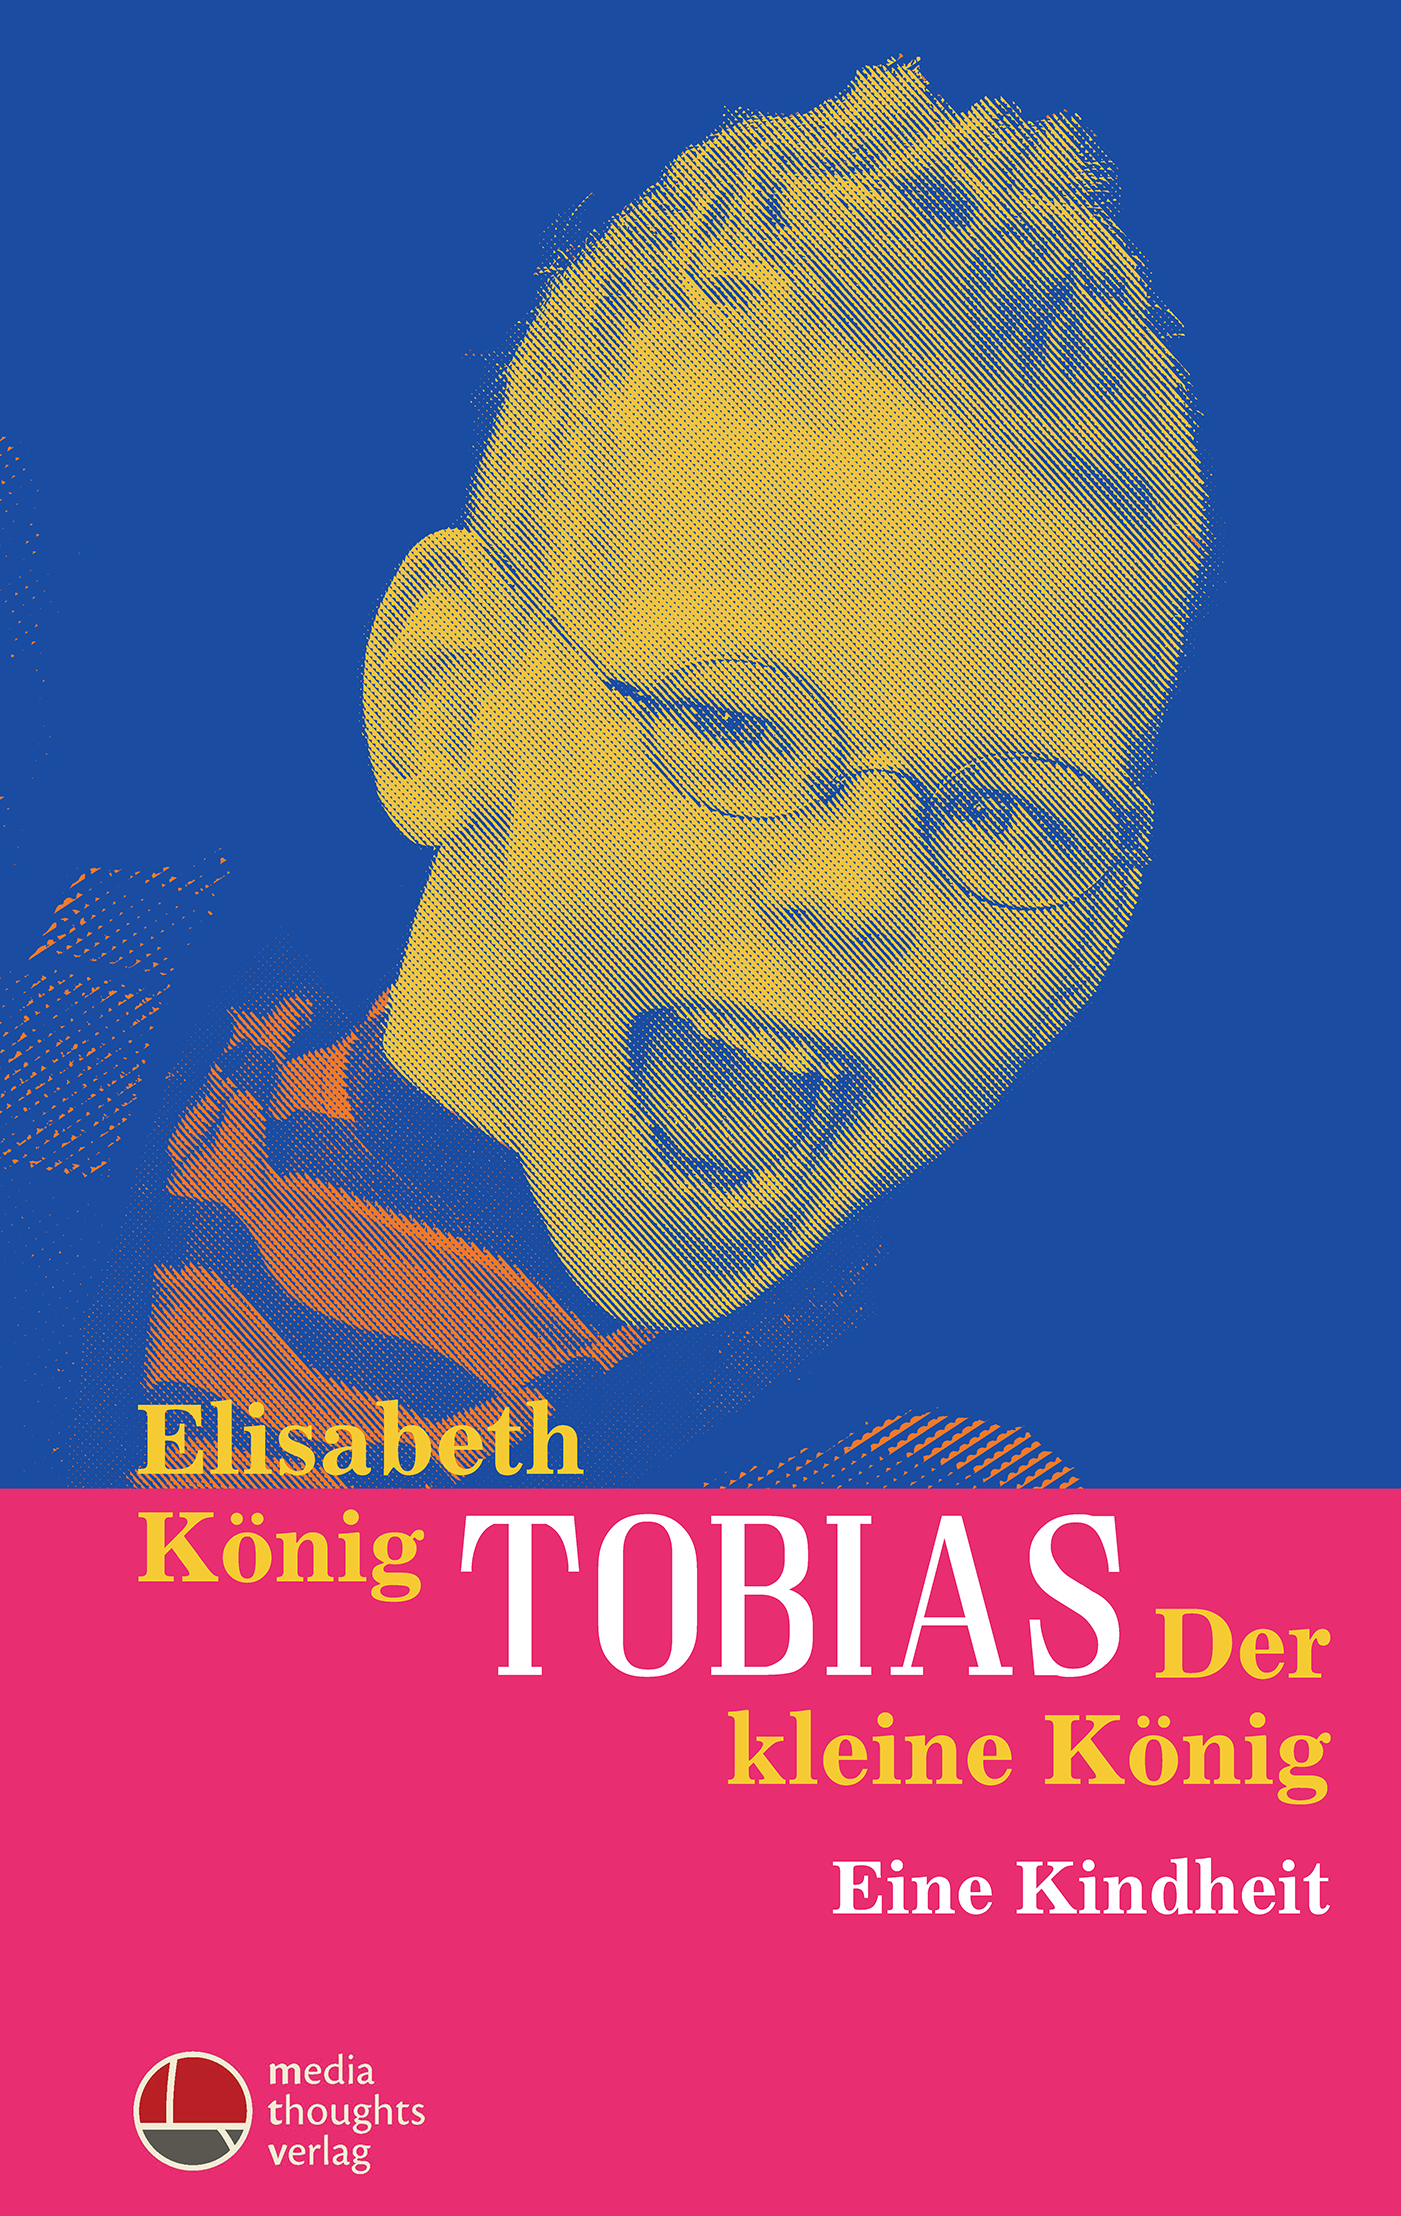 Elisabeth
König
TOBIAS
Der
kleine König
Eine Kindheit
media
thoughts
verlag